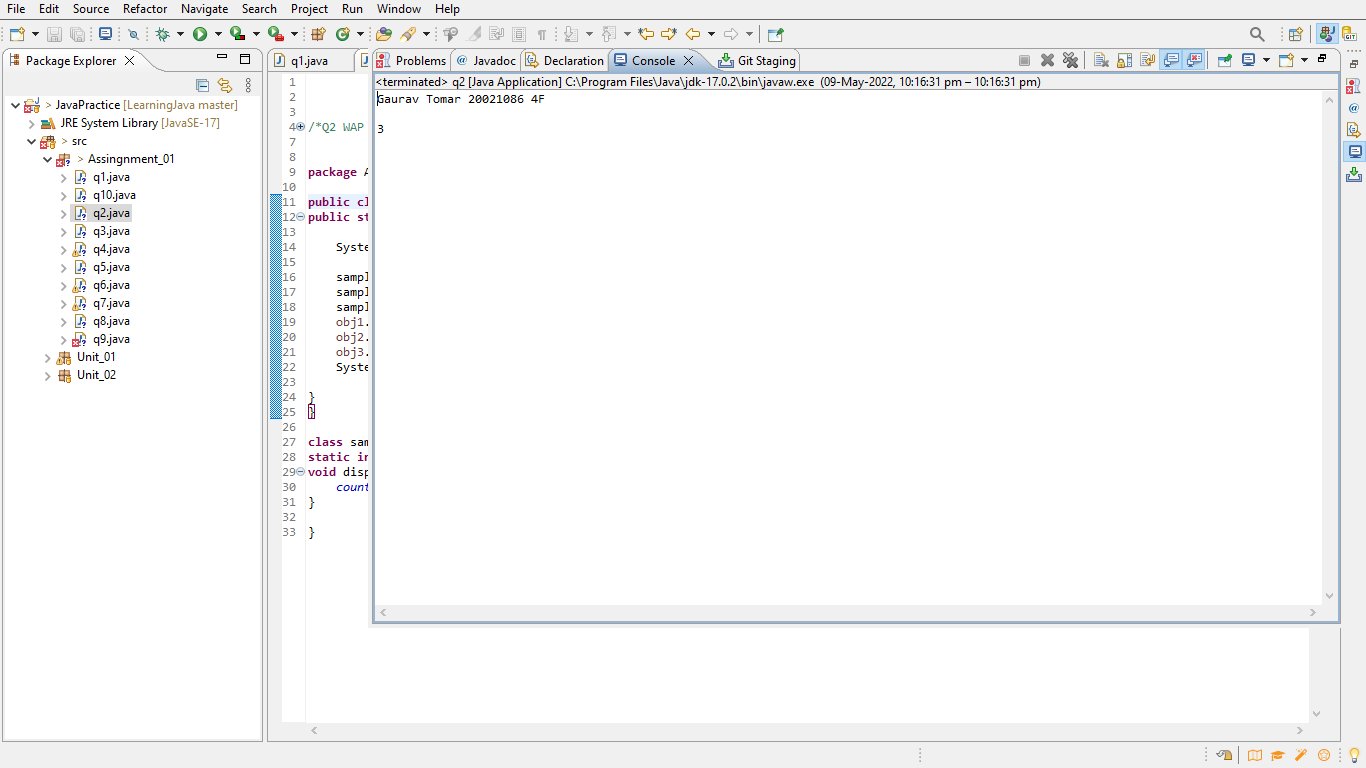 File Edit Source Refactor Navigate Search Project Run Window Help
Package Explorer
JavaPractice [LearningJava master]
JRE System Library [JavaSE-17]
src
Assingnment_01
q1.java
q10.java
q2.java
q3.java
q4.java
q5.java
q6.java
q7.java
q8.java
q9.java
Unit_01
Unit_02
q1.java
1
2
3
4 /*Q2 WAP
7
8
9 package A
10
11 public cl
12 public st
13
14 Syste
15
16 sampl
17 sampl
18 sampl
19 obj1.
20 obj2.
21 obj3.
22 Syste
23
24 }
25 }
26
27 class sam
28 static in
29 void disp
30 count
31 }
32
33 }
Problems @ Javadoc Declaration Console Git Staging
<terminated> q2 [Java Application] C:\Program Files\Java\jdk-17.0.2\bin\javaw.exe (09-May-2022, 10:16:31 pm – 10:16:31 pm)
Gaurav Tomar 20021086 4F
3